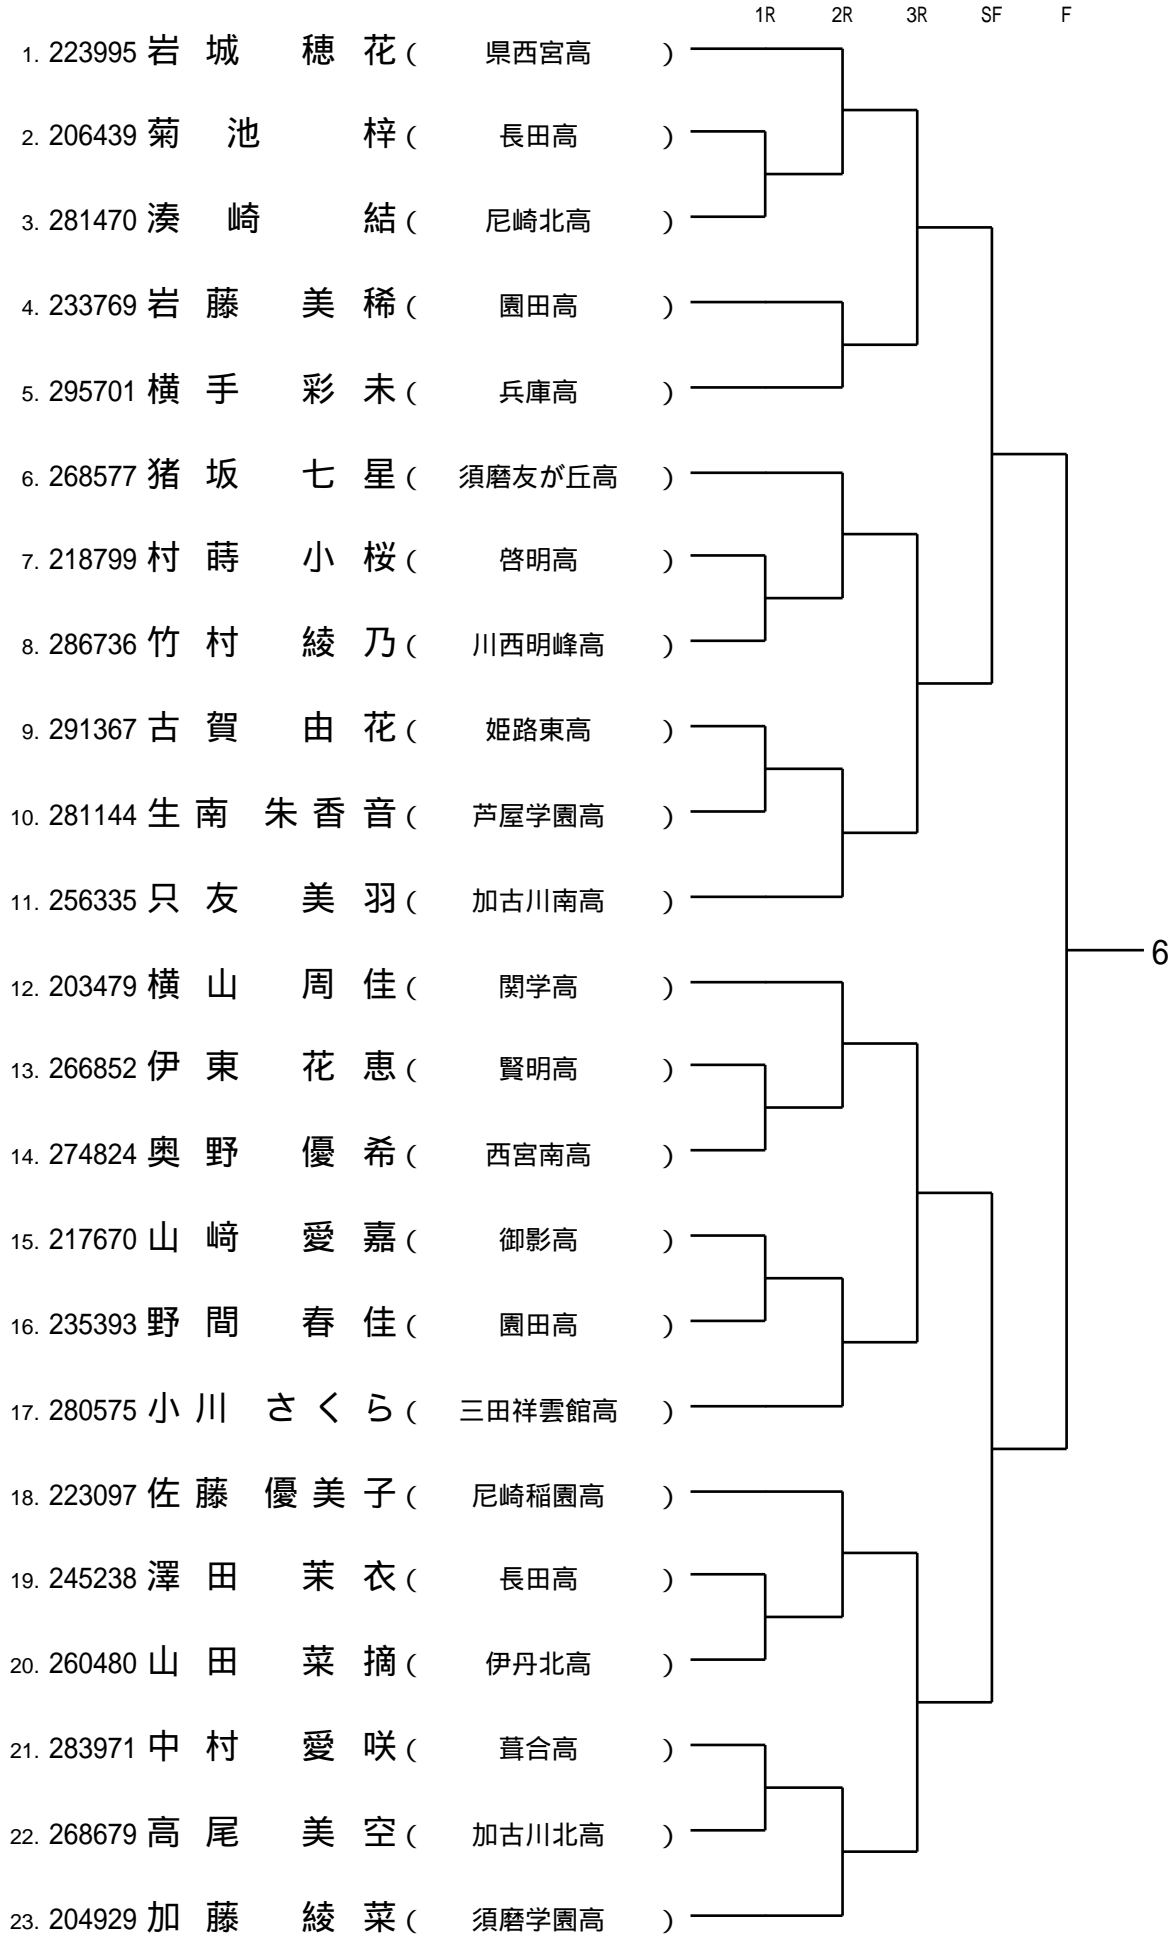 1R 2R 3R SF F
1. 223995 岩 城 穂 花 ( 県西宮高 )
2. 206439 菊 池 梓 ( 長田高 )
3. 281470 湊 崎 結 ( 尼崎北高 )
4. 233769 岩 藤 美 稀 ( 園田高 )
5. 295701 横 手 彩 未 ( 兵庫高 )
6. 268577 猪 坂 七 星 ( 須磨友が丘高 )
7. 218799 村 蒔 小 桜 ( 啓明高 )
8. 286736 竹 村 綾 乃 ( 川西明峰高 )
9. 291367 古 賀 由 花 ( 姫路東高 )
10. 281144 生 南 朱 香 音 ( 芦屋学園高 )
11. 256335 只 友 美 羽 ( 加古川南高 )
6
12. 203479 横 山 周 佳 ( 関学高 )
13. 266852 伊 東 花 恵 ( 賢明高 )
14. 274824 奥 野 優 希 ( 西宮南高 )
15. 217670 山 﨑 愛 嘉 ( 御影高 )
16. 235393 野 間 春 佳 ( 園田高 )
17. 280575 小 川 さ く ら ( 三田祥雲館高 )
18. 223097 佐 藤 優 美 子 ( 尼崎稲園高 )
19. 245238 澤 田 茉 衣 ( 長田高 )
20. 260480 山 田 菜 摘 ( 伊丹北高 )
21. 283971 中 村 愛 咲 ( 葺合高 )
22. 268679 高 尾 美 空 ( 加古川北高 )
23. 204929 加 藤 綾 菜 ( 須磨学園高 )